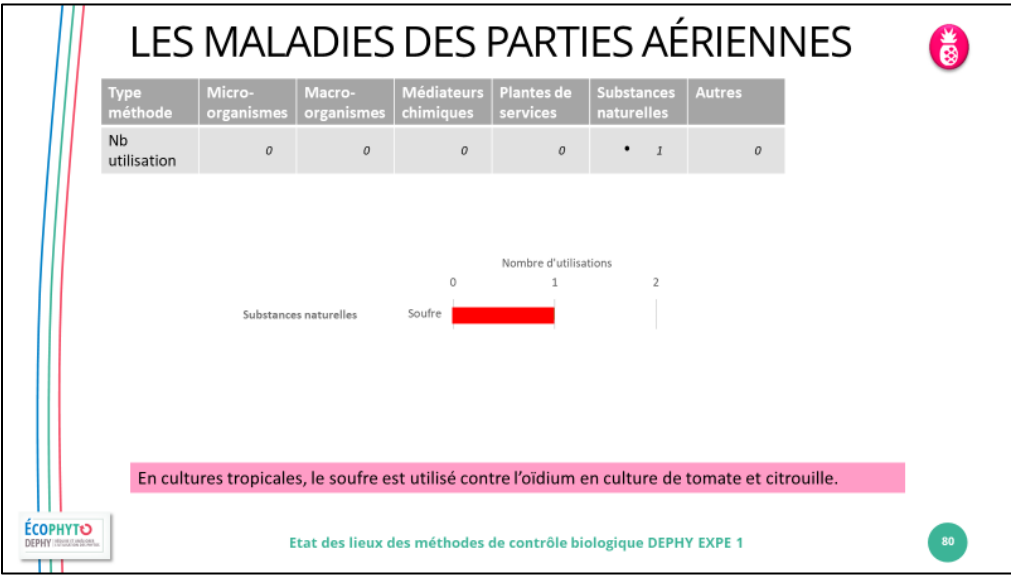 LES MALADIES DES PARTIES AÉRIENNES
Type méthode | Micro-organismes | Macro-organismes | Médiateurs chimiques | Plantes de services | Substances naturelles | Autres
Nb utilisation | 0 | 0 | 0 | 0 | • 1 | 0
Nombre d'utilisations
0 1 2
Substances naturelles Soufre
En cultures tropicales, le soufre est utilisé contre l'oïdium en culture de tomate et citrouille.
ÉCOPHYTO
DEPHY
Etat des lieux des méthodes de contrôle biologique DEPHY EXPE 1
80